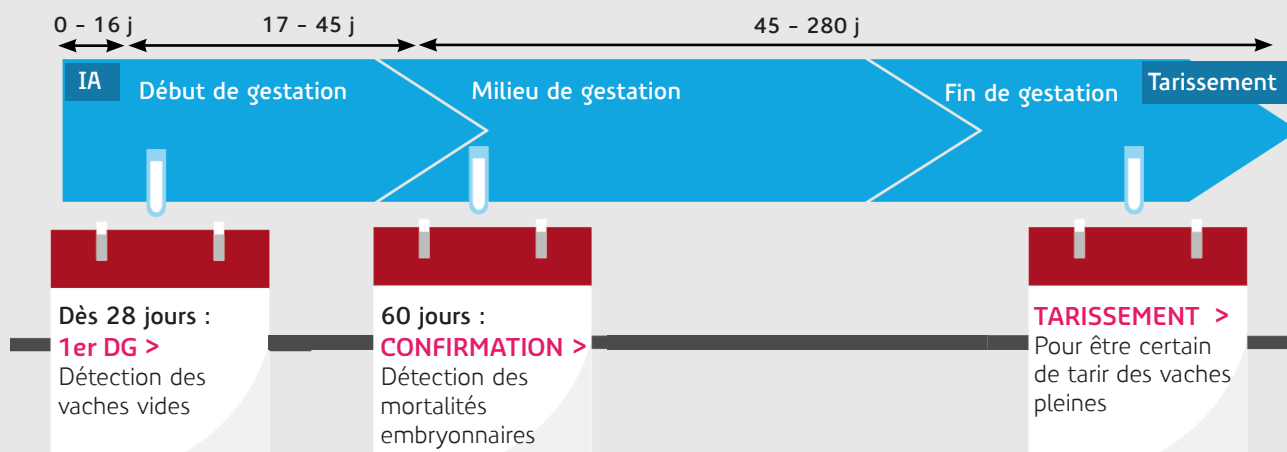 0 - 16 j
17 - 45 j
45 - 280 j
IA
Début de gestation
Milieu de gestation
Fin de gestation
Tarissement
Dès 28 jours :
1er DG >
Détection des
vaches vides
60 jours :
CONFIRMATION >
Détection des
mortalités
embryonnaires
TARISSEMENT >
Pour être certain
de tarir des vaches
pleines